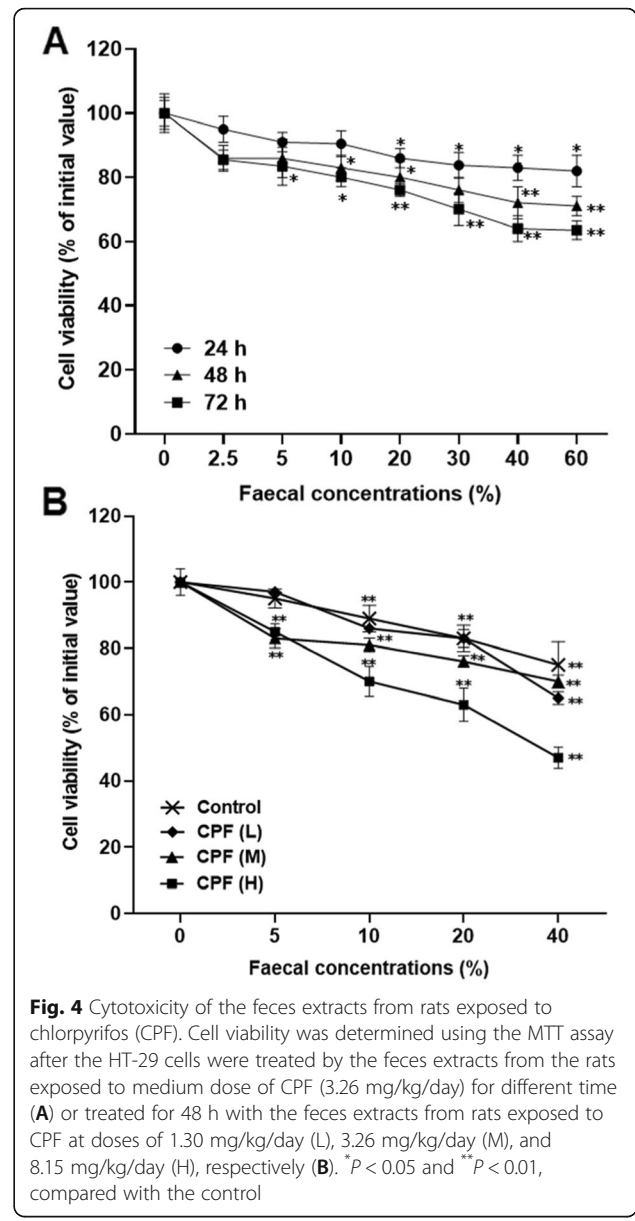 A
120
100
80
60
40
20
0
Cell viability (% of initial value)
* * * *
* * ** **
* * ** ** ** **
24 h
48 h
72 h
0 2.5 5 10 20 30 40 60
Faecal concentrations (%)
B
120
100
80
60
40
20
0
Cell viability (% of initial value)
** ** **
** **
** ** ** **
** ** ** **
Control
CPF (L)
CPF (M)
CPF (H)
0 5 10 20 40
Faecal concentrations (%)
Fig. 4 Cytotoxicity of the feces extracts from rats exposed to
chlorpyrifos (CPF). Cell viability was determined using the MTT assay
after the HT-29 cells were treated by the feces extracts from the rats
exposed to medium dose of CPF (3.26 mg/kg/day) for different time
(A) or treated for 48 h with the feces extracts from rats exposed to
CPF at doses of 1.30 mg/kg/day (L), 3.26 mg/kg/day (M), and
8.15 mg/kg/day (H), respectively (B). *P < 0.05 and **P < 0.01,
compared with the control